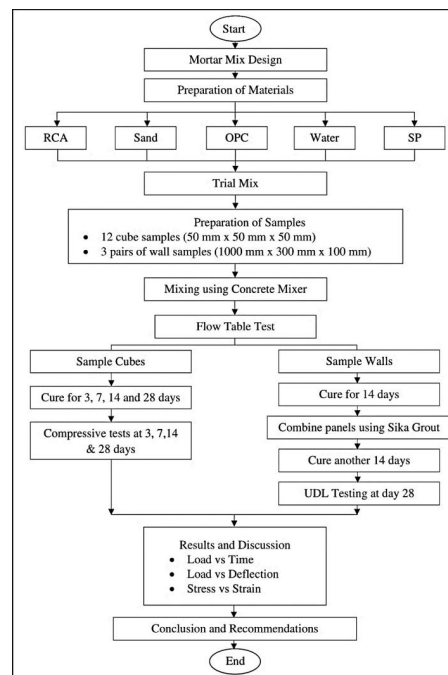 Start
Mortar Mix Design
Preparation of Materials
RCA
Sand
OPC
Water
SP
Trial Mix
Preparation of Samples
• 12 cube samples (50 mm x 50 mm x 50 mm)
• 3 pairs of wall samples (1000 mm x 300 mm x 100 mm)
Mixing using Concrete Mixer
Flow Table Test
Sample Cubes
Cure for 3, 7, 14 and 28 days
Compressive tests at 3, 7,14
& 28 days
Sample Walls
Cure for 14 days
Combine panels using Sika Grout
Cure another 14 days
UDL Testing at day 28
Results and Discussion
• Load vs Time
• Load vs Deflection
• Stress vs Strain
Conclusion and Recommendations
End